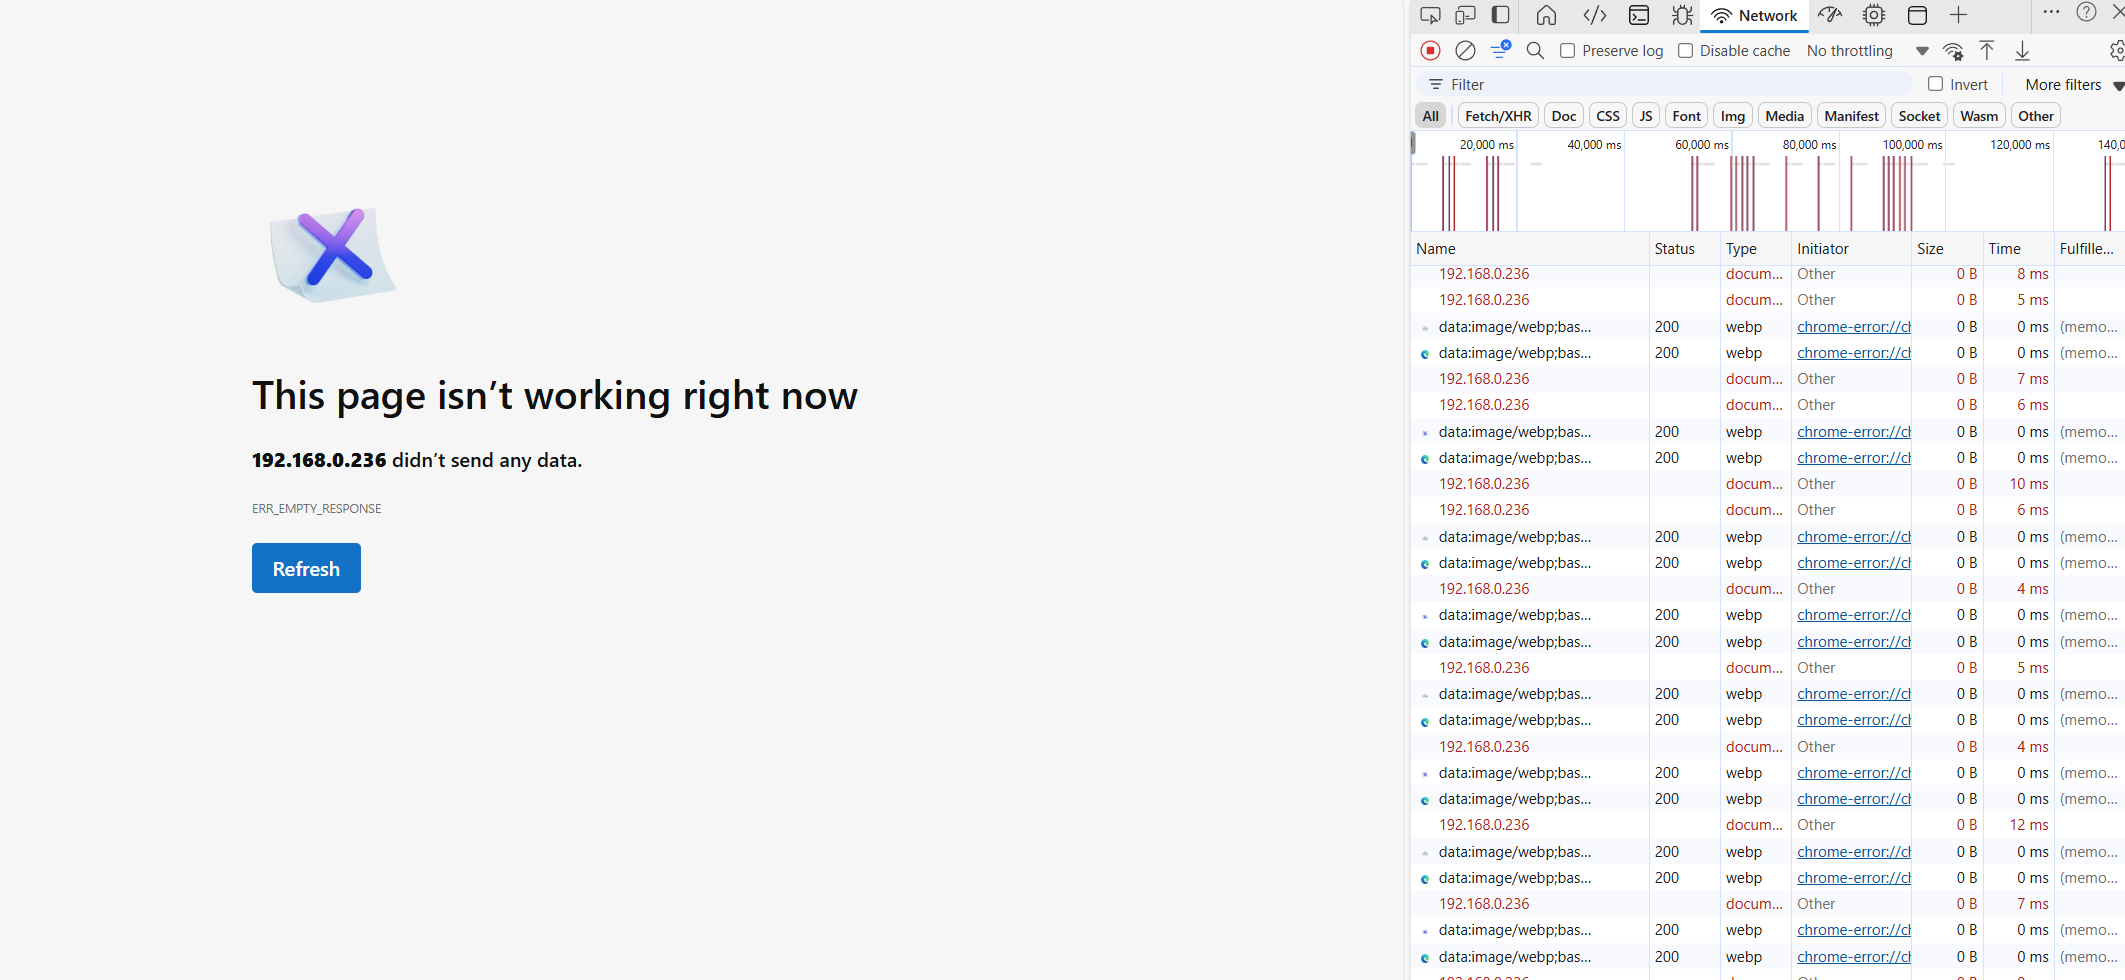 This page isn’t working right now
192.168.0.236 didn’t send any data.
ERR_EMPTY_RESPONSE
Refresh
Network
Preserve log Disable cache No throttling
Filter Invert More filters
All Fetch/XHR Doc CSS JS Font Img Media Manifest Socket Wasm Other
20,000 ms 40,000 ms 60,000 ms 80,000 ms 100,000 ms 120,000 ms 140,0
Name Status Type Initiator Size Time Fulfille...
192.168.0.236 docum... Other 0 B 8 ms
192.168.0.236 docum... Other 0 B 5 ms
data:image/webp;bas... 200 webp chrome-error://ch 0 B 0 ms (memo...
data:image/webp;bas... 200 webp chrome-error://ch 0 B 0 ms (memo...
192.168.0.236 docum... Other 0 B 7 ms
192.168.0.236 docum... Other 0 B 6 ms
data:image/webp;bas... 200 webp chrome-error://ch 0 B 0 ms (memo...
data:image/webp;bas... 200 webp chrome-error://ch 0 B 0 ms (memo...
192.168.0.236 docum... Other 0 B 10 ms
192.168.0.236 docum... Other 0 B 6 ms
data:image/webp;bas... 200 webp chrome-error://ch 0 B 0 ms (memo...
data:image/webp;bas... 200 webp chrome-error://ch 0 B 0 ms (memo...
192.168.0.236 docum... Other 0 B 4 ms
data:image/webp;bas... 200 webp chrome-error://ch 0 B 0 ms (memo...
data:image/webp;bas... 200 webp chrome-error://ch 0 B 0 ms (memo...
192.168.0.236 docum... Other 0 B 5 ms
data:image/webp;bas... 200 webp chrome-error://ch 0 B 0 ms (memo...
data:image/webp;bas... 200 webp chrome-error://ch 0 B 0 ms (memo...
192.168.0.236 docum... Other 0 B 4 ms
data:image/webp;bas... 200 webp chrome-error://ch 0 B 0 ms (memo...
data:image/webp;bas... 200 webp chrome-error://ch 0 B 0 ms (memo...
192.168.0.236 docum... Other 0 B 12 ms
data:image/webp;bas... 200 webp chrome-error://ch 0 B 0 ms (memo...
data:image/webp;bas... 200 webp chrome-error://ch 0 B 0 ms (memo...
192.168.0.236 docum... Other 0 B 7 ms
data:image/webp;bas... 200 webp chrome-error://ch 0 B 0 ms (memo...
data:image/webp;bas... 200 webp chrome-error://ch 0 B 0 ms (memo...